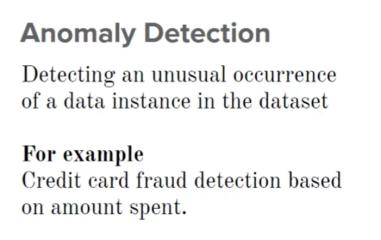 Anomaly Detection
Detecting an unusual occurrence
of a data instance in the dataset
For example
Credit card fraud detection based
on amount spent.